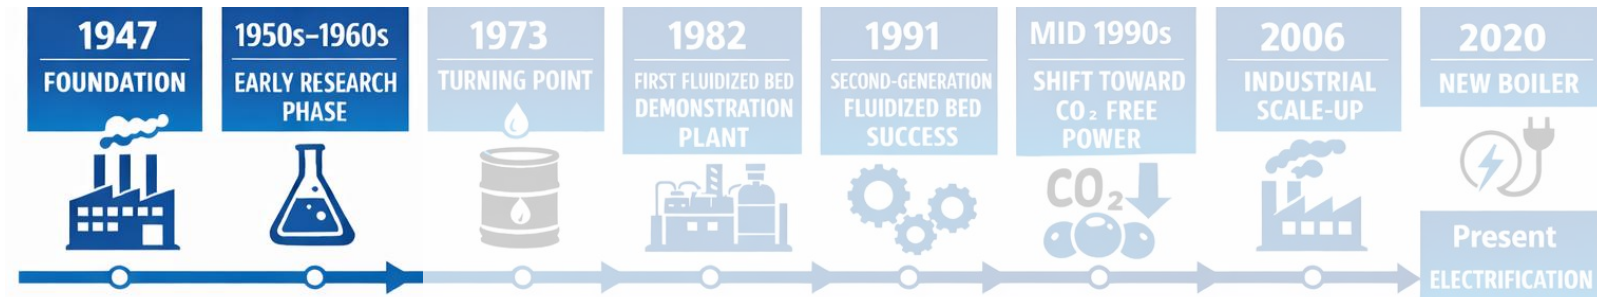 1947
FOUNDATION
1950s–1960s
EARLY RESEARCH
PHASE
1973
TURNING POINT
1982
FIRST FLUIDIZED BED
DEMONSTRATION
PLANT
1991
SECOND-GENERATION
FLUIDIZED BED
SUCCESS
MID 1990s
SHIFT TOWARD
CO₂ FREE
POWER
CO₂
2006
INDUSTRIAL
SCALE-UP
2020
NEW BOILER
Present
ELECTRIFICATION